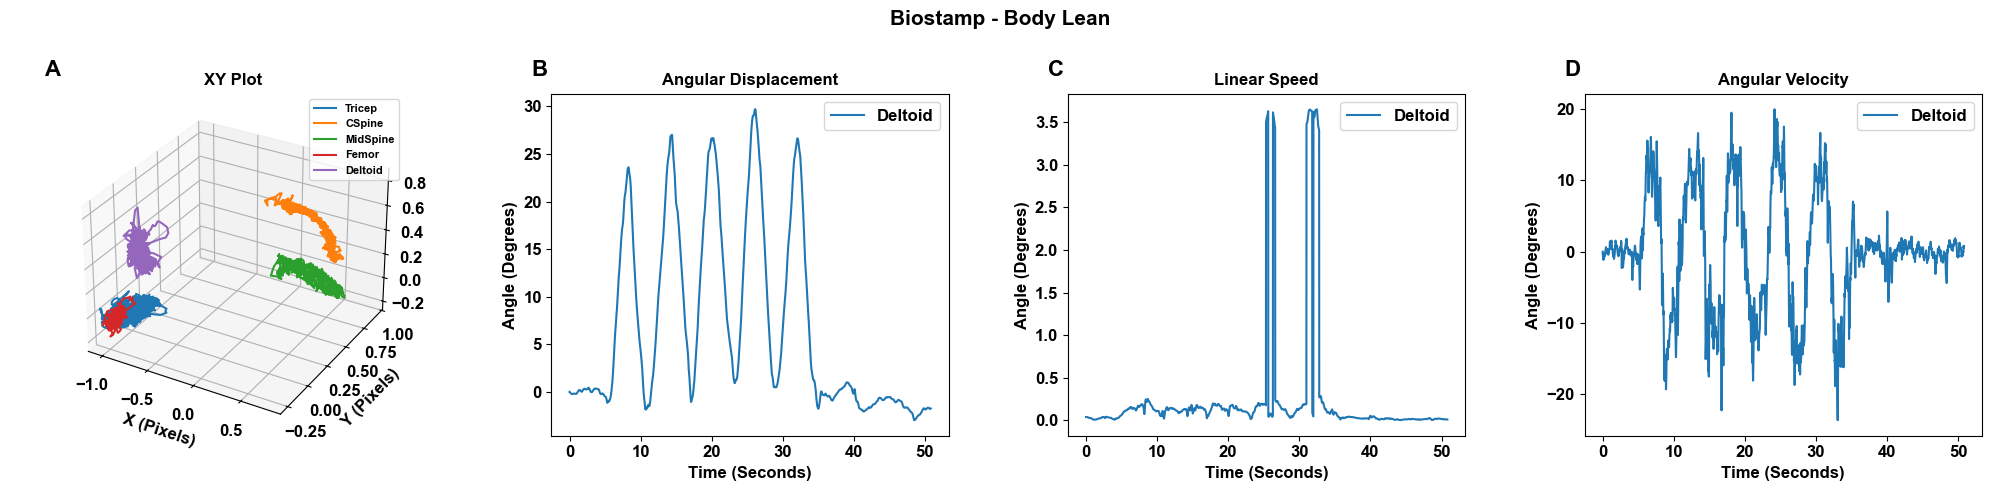 Biostamp - Body Lean
A
XY Plot
Tricep
CSpine
MidSpine
Femor
Deltoid
0.8
0.6
0.4
0.2
0.0
−0.2
1.00
0.75
0.50
0.25
0.00
−0.25
Y (Pixels)
−1.0
−0.5
0.0
0.5
X (Pixels)
B
Angular Displacement
Deltoid
30
25
20
15
10
5
0
Angle (Degrees)
0 10 20 30 40 50
Time (Seconds)
C
Linear Speed
Deltoid
3.5
3.0
2.5
2.0
1.5
1.0
0.5
0.0
Angle (Degrees)
0 10 20 30 40 50
Time (Seconds)
D
Angular Velocity
Deltoid
20
10
0
−10
−20
Angle (Degrees)
0 10 20 30 40 50
Time (Seconds)